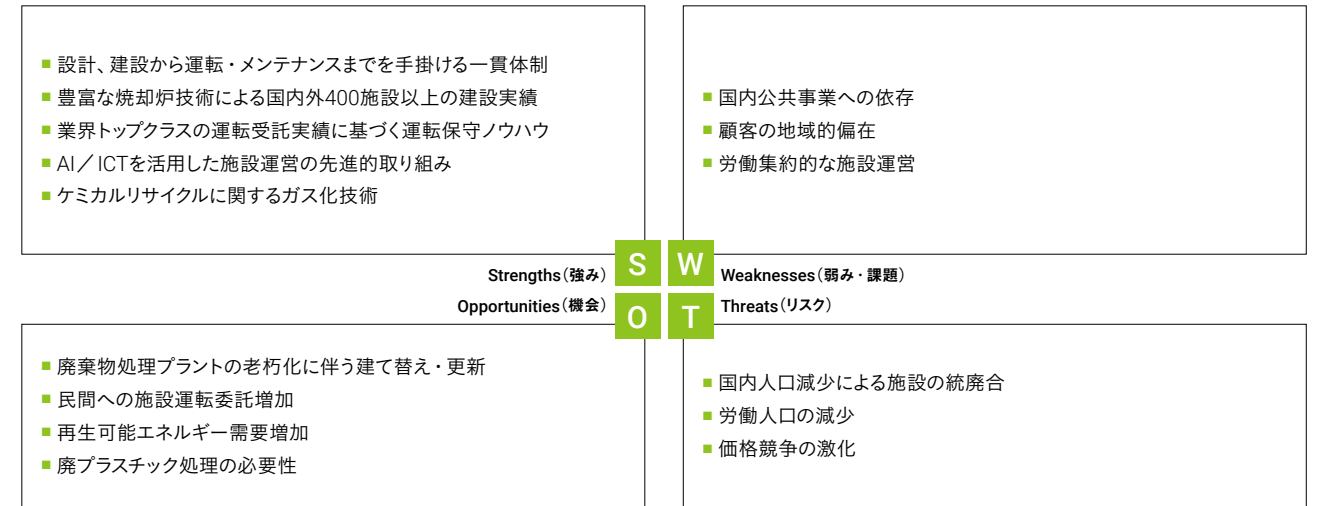 ■ 設計、建設から運転・メンテナンスまでを手掛ける一貫体制
■ 豊富な焼却炉技術による国内外400施設以上の建設実績
■ 業界トップクラスの運転受託実績に基づく運転保守ノウハウ
■ AI／ICTを活用した施設運営の先進的取り組み
■ ケミカルリサイクルに関するガス化技術
■ 国内公共事業への依存
■ 顧客の地域的偏在
■ 労働集約的な施設運営
Strengths（強み） S W Weaknesses（弱み・課題）
Opportunities（機会） O T Threats（リスク）
■ 廃棄物処理プラントの老朽化に伴う建て替え・更新
■ 民間への施設運転委託増加
■ 再生可能エネルギー需要増加
■ 廃プラスチック処理の必要性
■ 国内人口減少による施設の統廃合
■ 労働人口の減少
■ 価格競争の激化